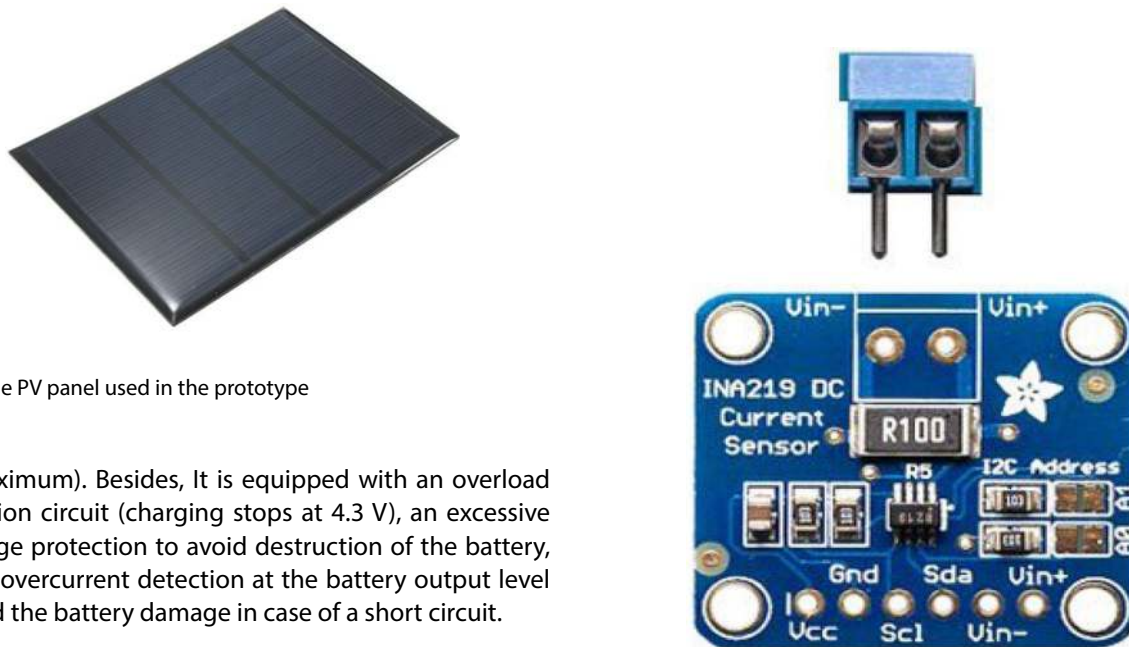 e PV panel used in the prototype
ximum). Besides, It is equipped with an overload
ion circuit (charging stops at 4.3 V), an excessive
ge protection to avoid destruction of the battery,
overcurrent detection at the battery output level
d the battery damage in case of a short circuit.
Vin- Vin+
INA219 DC
Current
Sensor
R100
R5
I2C Address
103
A1
A0
Gnd Sda Vin+
Vcc Scl Vin-